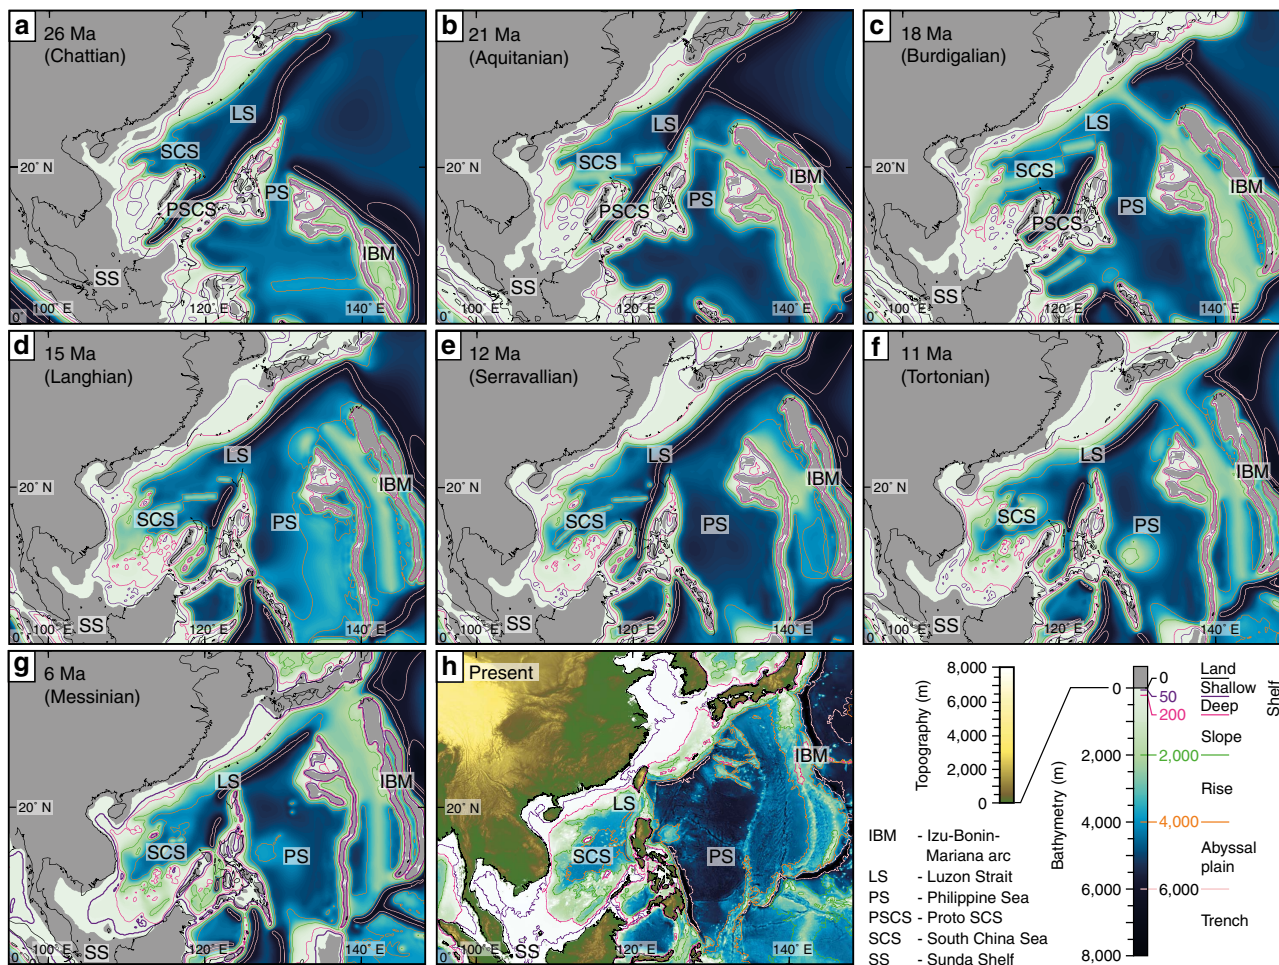 a
26 Ma
(Chattian)
LS
SCS
20° N
PS
PSCS
IBM
SS
0°
100° E
120° E
140° E
b
21 Ma
(Aquitanian)
LS
SCS
20° N
IBM
PS
PSCS
SS
0°
100° E
120° E
140° E
c
18 Ma
(Burdigalian)
LS
SCS
20° N
IBM
PS
PSCS
SS
0°
100° E
120° E
140° E
d
15 Ma
(Langhian)
LS
20° N
IBM
SCS
PS
SS
0°
100° E
120° E
140° E
e
12 Ma
(Serravallian)
LS
20° N
IBM
SCS
PS
SS
0°
100° E
120° E
140° E
f
11 Ma
(Tortonian)
LS
20° N
IBM
SCS
PS
SS
0°
100° E
120° E
140° E
g
6 Ma
(Messinian)
LS
IBM
20° N
SCS
PS
SS
0°
100° E
120° E
140° E
h
Present
IBM
LS
20° N
SCS
PS
SS
0°
100° E
120° E
140° E
Topography (m)
8,000
6,000
4,000
2,000
0
Bathymetry (m)
0
2,000
4,000
6,000
8,000
0
50
200
2,000
4,000
6,000
Land
Shallow
Deep
Shelf
Slope
Rise
Abyssal
plain
Trench
IBM - Izu-Bonin-
Mariana arc
LS - Luzon Strait
PS - Philippine Sea
PSCS - Proto SCS
SCS - South China Sea
SS - Sunda Shelf